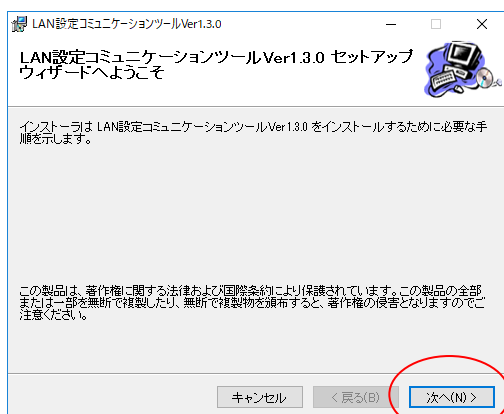 LAN設定コミュニケーションツールVer1.3.0
LAN設定コミュニケーションツールVer1.3.0 セットアップ
ウィザードへようこそ
インストーラは LAN設定コミュニケーションツールVer1.3.0 をインストールするために必要な手
順を示します。
この製品は、著作権に関する法律および国際条約により保護されています。この製品の全部
または一部を無断で複製したり、無断で複製物を頒布すると、著作権の侵害となりますのでご
注意ください。
キャンセル
< 戻る(B)
次へ(N) >